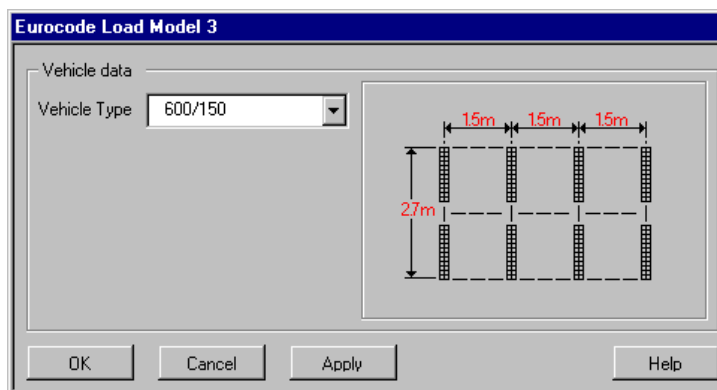 Eurocode Load Model 3
Vehicle data
Vehicle Type 600/150
1.5m 1.5m 1.5m
2.7m
OK Cancel Apply Help